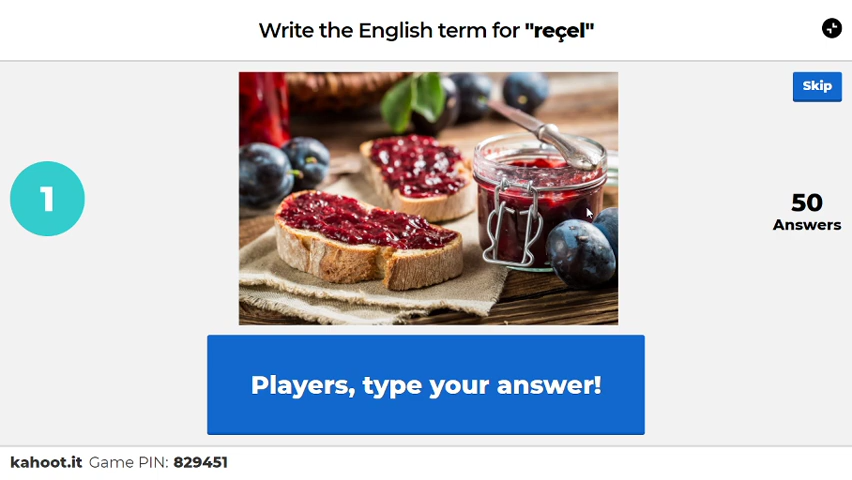 Write the English term for "reçel"
Skip
1
50
Answers
Players, type your answer!
kahoot.it Game PIN: 829451